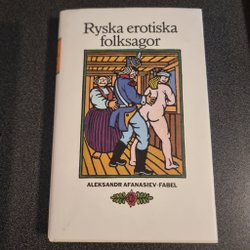 Ryska erotiska
folksagor
ALEKSANDR AFANASIEV-FABEL